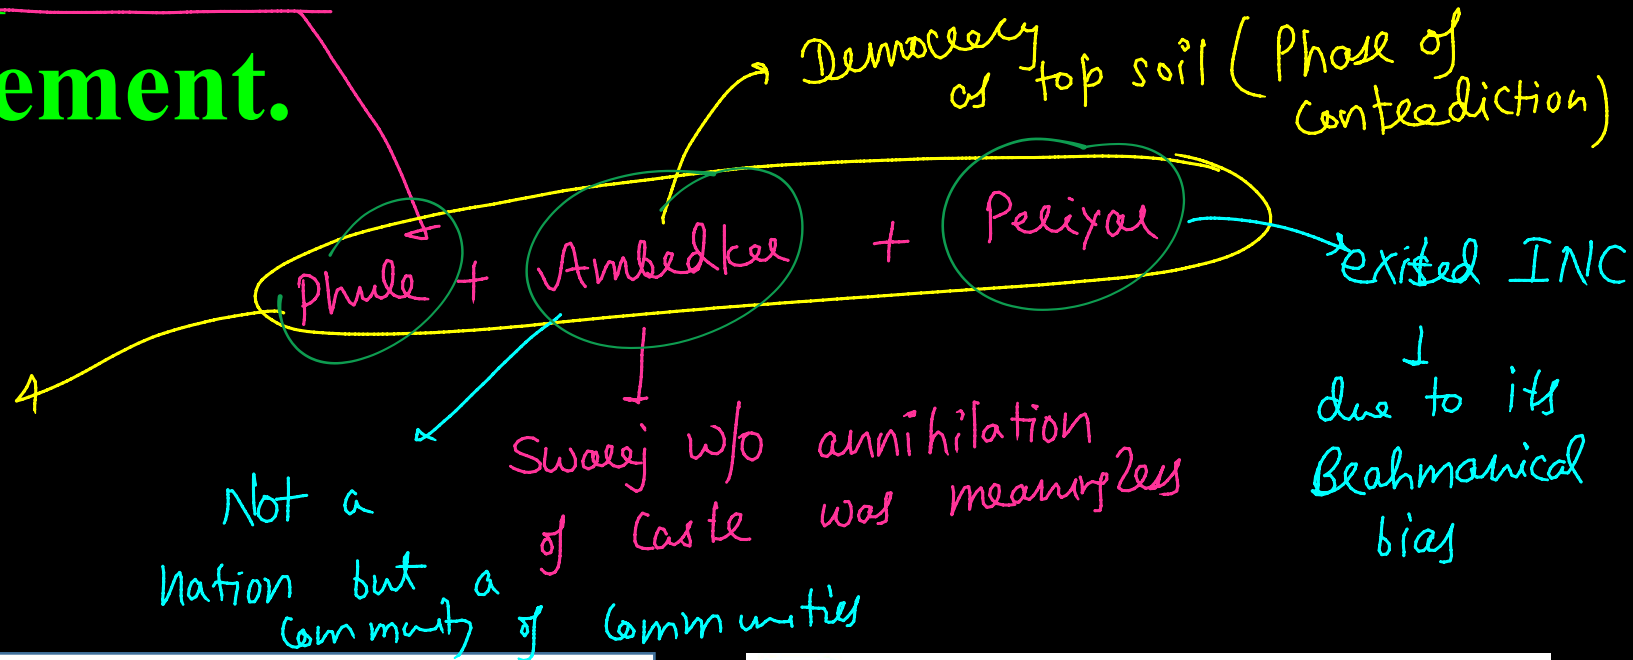 ement.
Democracy
as top soil (Phase of
contradiction)
Phule + Ambedkar + Periyar
exited INC
due to its
Brahmanical
bias
Swaraj w/o annihilation
of Caste was meaningless
Not a
nation but a
community of communities